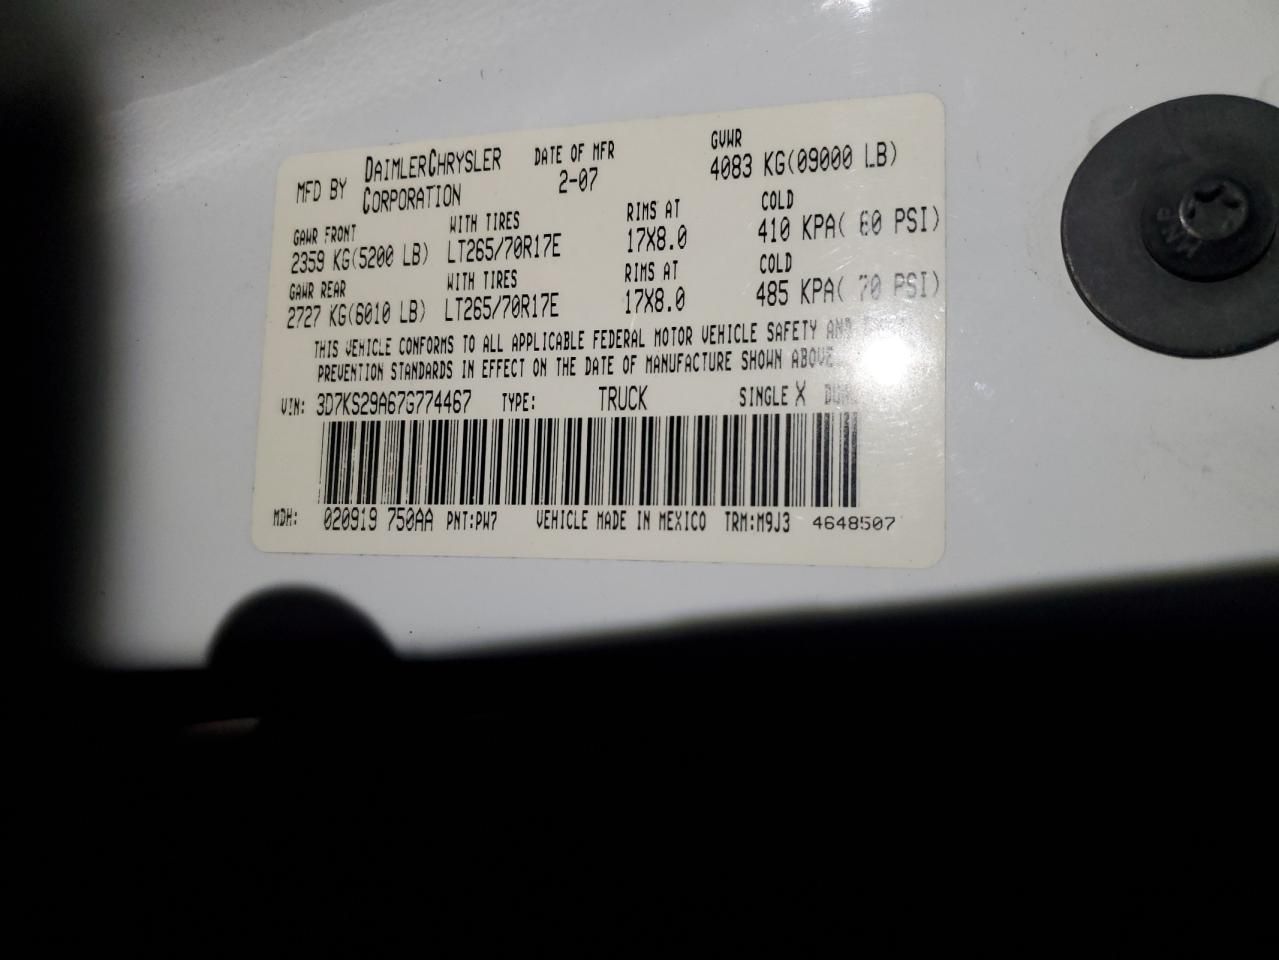 MFD BY DAIMLERCHRYSLER CORPORATION DATE OF MFR 2-07 GVWR 4083 KG(09000 LB)
GAWR FRONT WITH TIRES RIMS AT COLD
2359 KG(5200 LB) LT265/70R17E 17X8.0 410 KPA( 60 PSI)
GAWR REAR WITH TIRES RIMS AT COLD
2727 KG(6010 LB) LT265/70R17E 17X8.0 485 KPA( 70 PSI)
THIS VEHICLE CONFORMS TO ALL APPLICABLE FEDERAL MOTOR VEHICLE SAFETY AND THEFT
PREVENTION STANDARDS IN EFFECT ON THE DATE OF MANUFACTURE SHOWN ABOVE
VIN: 3D7KS29A67G774467 TYPE: TRUCK SINGLE X DUAL
MDH: 020919 750AA PNT:PW7 VEHICLE MADE IN MEXICO TRM:M9J3 4648507